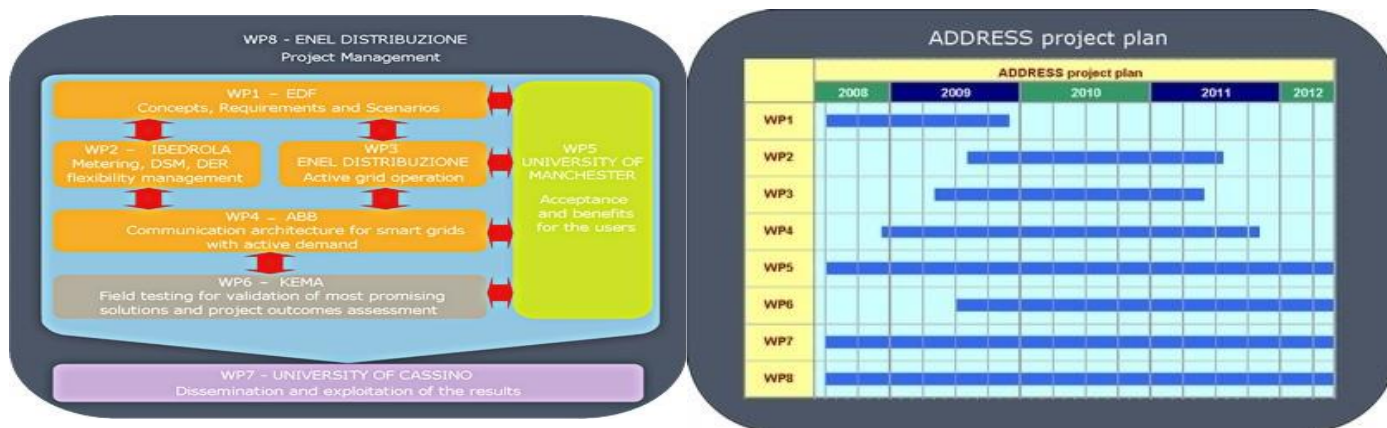 WP8 - ENEL DISTRIBUZIONE
Project Management
WP1 - EDF
Concepts, Requirements and Scenarios
WP2 - IBEDROLA
Metering, DSM, DER
flexibility management
WP3
ENEL DISTRIBUZIONE
Active grid operation
WP5
UNIVERSITY OF
MANCHESTER
Acceptance
and benefits
for the users
WP4 - ABB
Communication architecture for smart grids
with active demand
WP6 - KEMA
Field testing for validation of most promising
solutions and project outcomes assessment
WP7 - UNIVERSITY OF CASSINO
Dissemination and exploitation of the results
ADDRESS project plan
ADDRESS project plan
2008 2009 2010 2011 2012
WP1
WP2
WP3
WP4
WP5
WP6
WP7
WP8